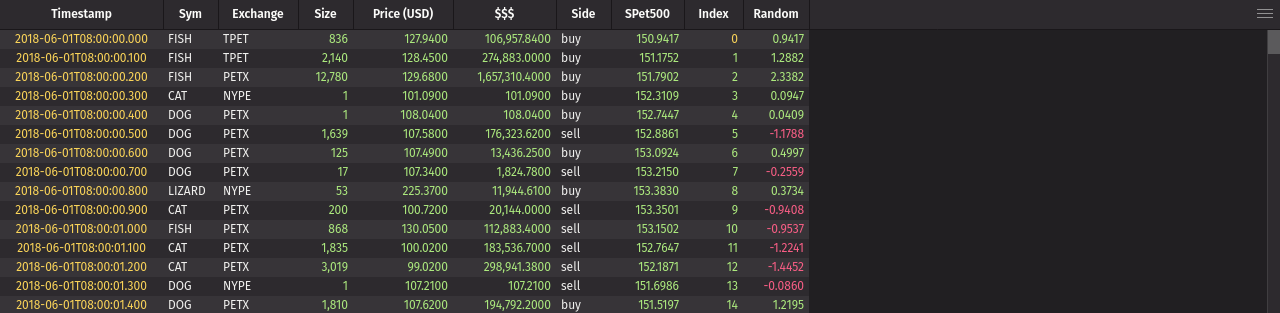 Timestamp Sym Exchange Size Price (USD) $$$ Side SPet500 Index Random
2018-06-01T08:00:00.000 FISH TPET 836 127.9400 106,957.8400 buy 150.9417 0 0.9417
2018-06-01T08:00:00.100 FISH TPET 2,140 128.4500 274,883.0000 buy 151.1752 1 1.2882
2018-06-01T08:00:00.200 FISH PETX 12,780 129.6800 1,657,310.4000 buy 151.7902 2 2.3382
2018-06-01T08:00:00.300 CAT NYPE 1 101.0900 101.0900 buy 152.3109 3 0.0947
2018-06-01T08:00:00.400 DOG PETX 1 108.0400 108.0400 buy 152.7447 4 0.0409
2018-06-01T08:00:00.500 DOG PETX 1,639 107.5800 176,323.6200 sell 152.8861 5 -1.1788
2018-06-01T08:00:00.600 DOG PETX 125 107.4900 13,436.2500 buy 153.0924 6 0.4997
2018-06-01T08:00:00.700 DOG PETX 17 107.3400 1,824.7800 sell 153.2150 7 -0.2559
2018-06-01T08:00:00.800 LIZARD NYPE 53 225.3700 11,944.6100 buy 153.3830 8 0.3734
2018-06-01T08:00:00.900 CAT PETX 200 100.7200 20,144.0000 sell 153.3501 9 -0.9408
2018-06-01T08:00:01.000 FISH PETX 868 130.0500 112,883.4000 sell 153.1502 10 -0.9537
2018-06-01T08:00:01.100 CAT PETX 1,835 100.0200 183,536.7000 sell 152.7647 11 -1.2241
2018-06-01T08:00:01.200 CAT PETX 3,019 99.0200 298,941.3800 sell 152.1871 12 -1.4452
2018-06-01T08:00:01.300 DOG NYPE 1 107.2100 107.2100 sell 151.6986 13 -0.0860
2018-06-01T08:00:01.400 DOG PETX 1,810 107.6200 194,792.2000 buy 151.5197 14 1.2195